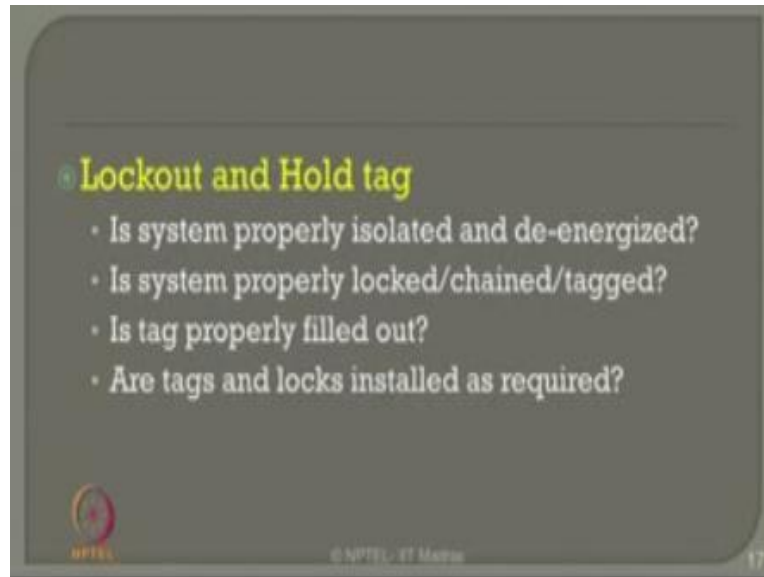 Lockout and Hold tag
Is system properly isolated and de-energized?
Is system properly locked/chained/tagged?
Is tag properly filled out?
Are tags and locks installed as required?
NPTEL
© NPTEL- IIT Madras
17